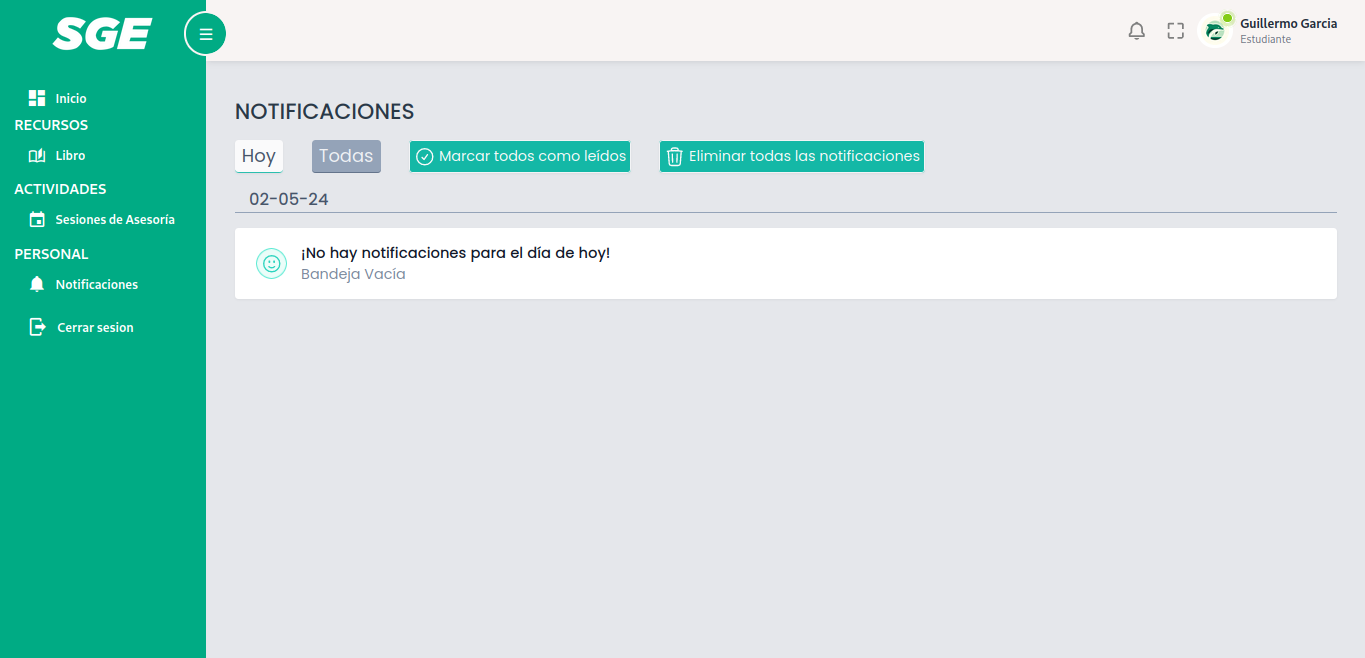 SGE
Guillermo Garcia
Estudiante
Inicio
RECURSOS
Libro
ACTIVIDADES
Sesiones de Asesoría
PERSONAL
Notificaciones
Cerrar sesion
NOTIFICACIONES
Hoy
Todas
Marcar todos como leídos
Eliminar todas las notificaciones
02-05-24
¡No hay notificaciones para el día de hoy!
Bandeja Vacía